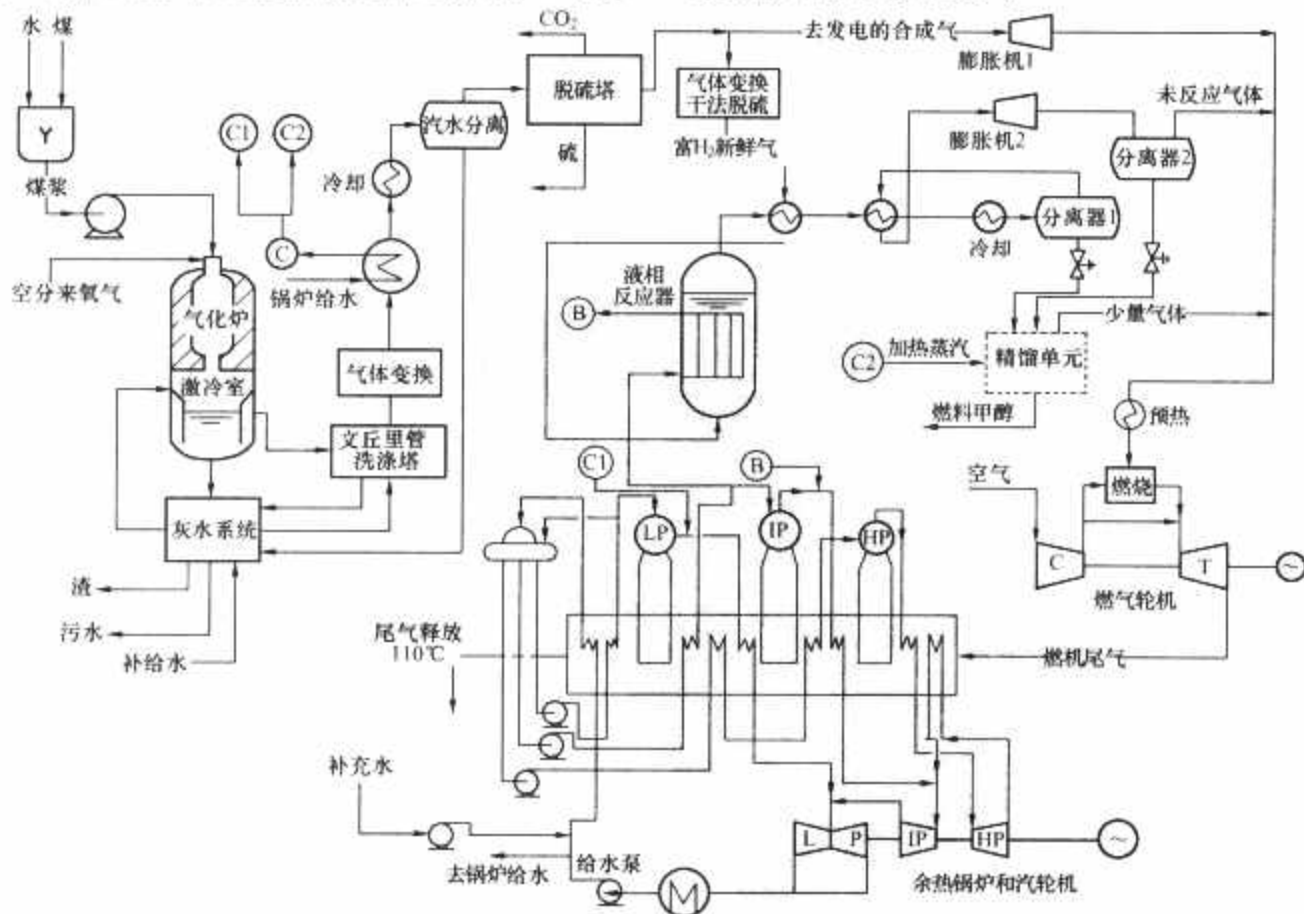 水 煤
Y
煤浆
空分来氧气
气化炉
激冷室
灰水系统
渣
污水
补给水
C1
C2
C
锅炉给水
冷却
气体变换
文丘里管
洗涤塔
汽水分离
CO₂
脱硫塔
硫
去发电的合成气
气体变换
干法脱硫
富H₂新鲜气
膨胀机1
膨胀机2
未反应气体
分离器2
分离器1
冷却
液相
反应器
B
C2
加热蒸汽
精馏单元
少量气体
燃料甲醇
预热
空气
燃烧
C
T
~
燃气轮机
燃机尾气
C1
B
LP
IP
HP
尾气释放
110℃
补充水
去锅炉给水
给水泵
L P
IP
HP
~
余热锅炉和汽轮机